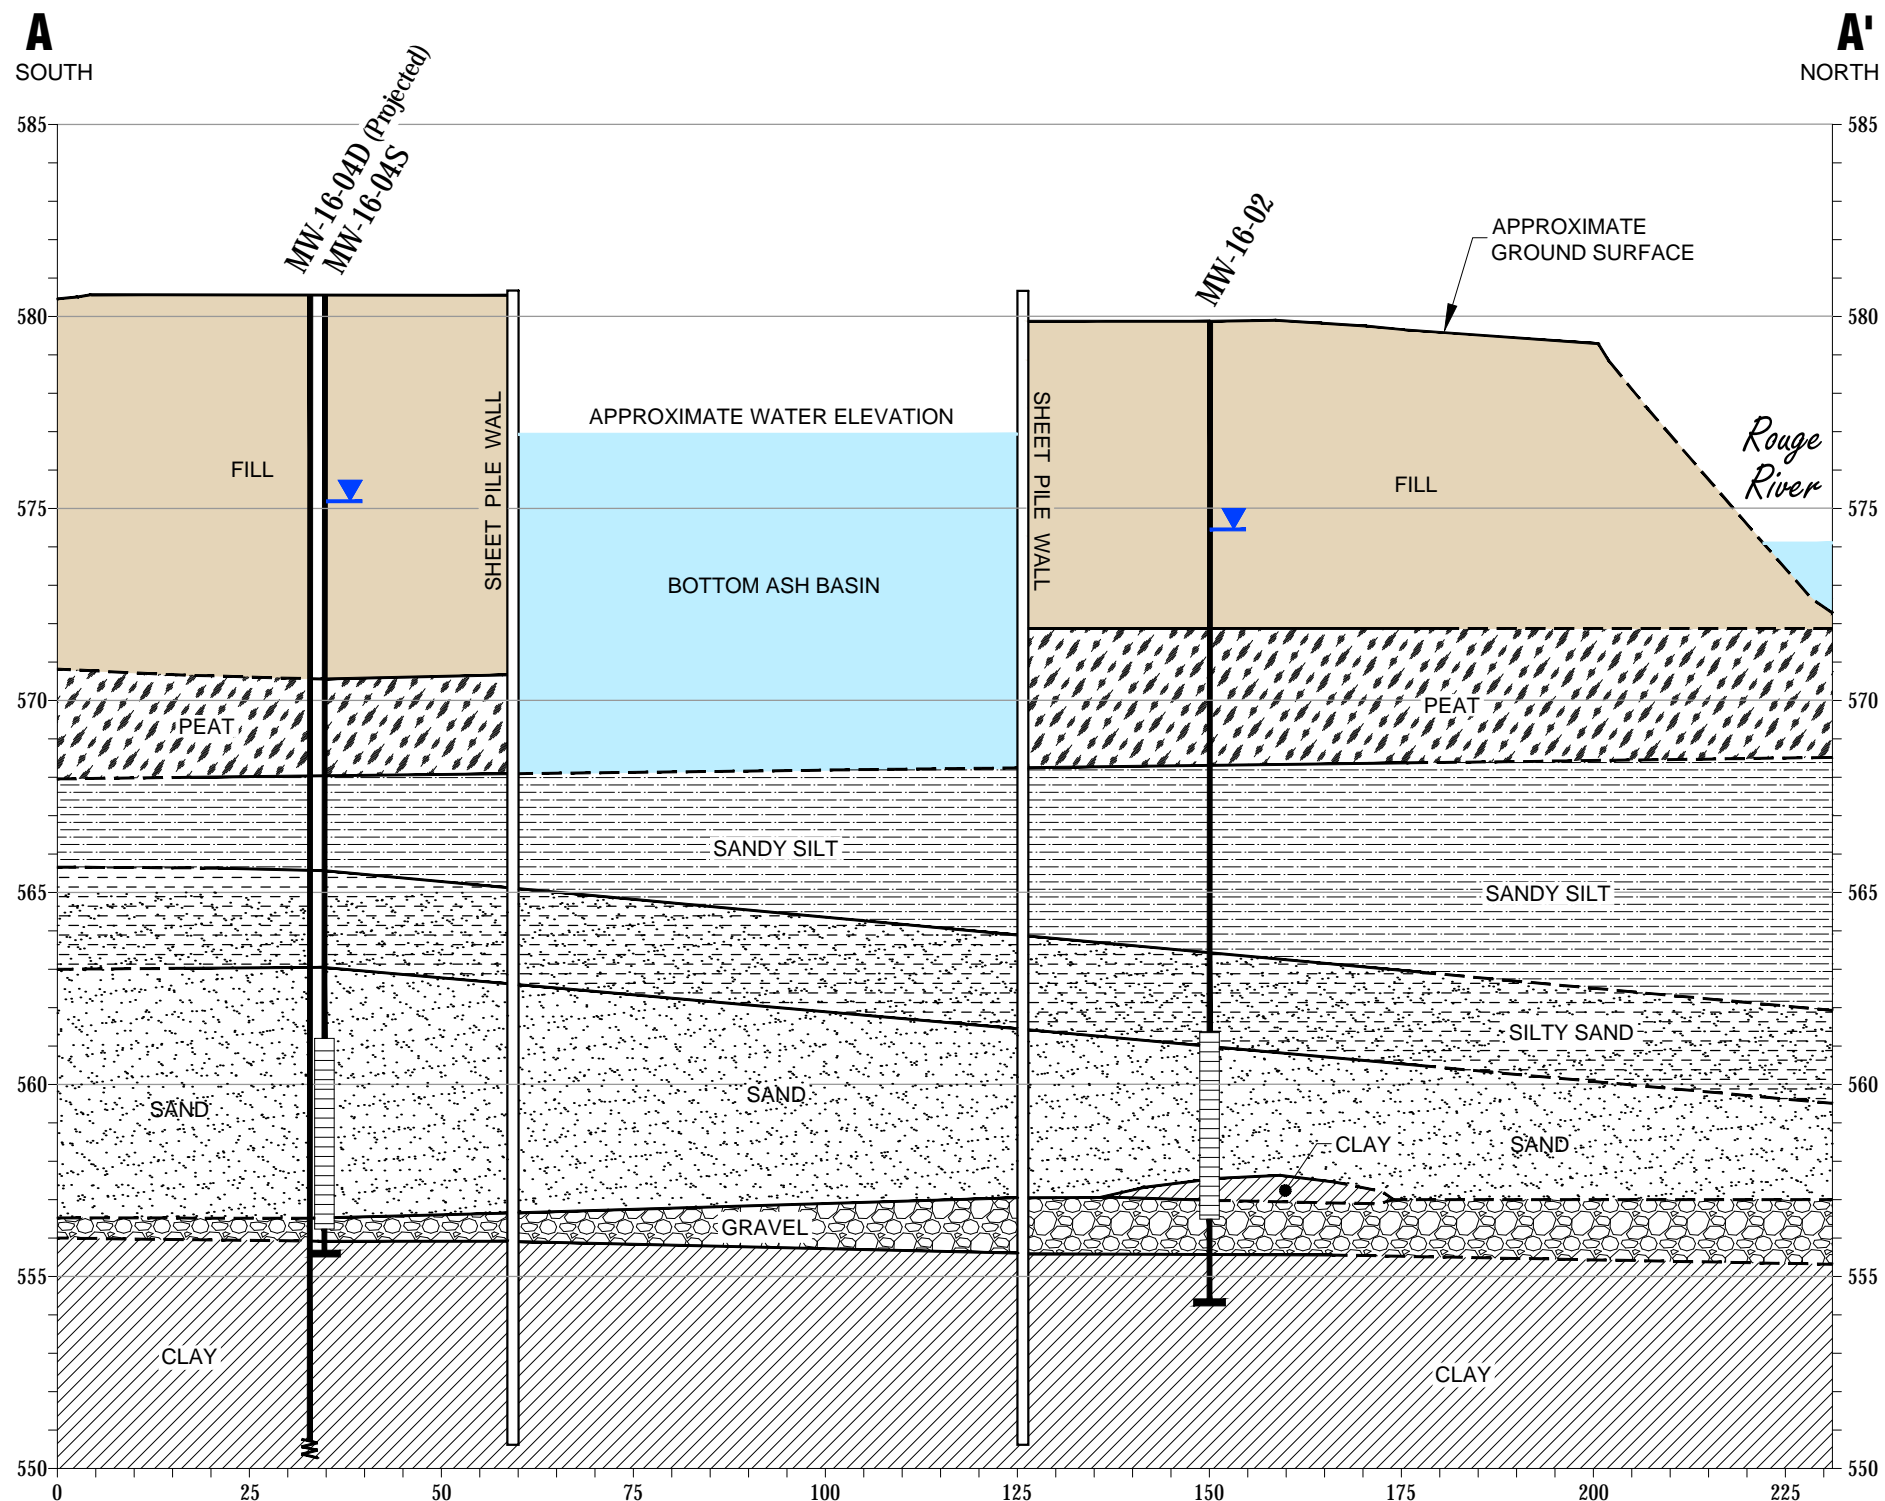 A
SOUTH
A'
NORTH
MW-16-04D (Projected)
MW-16-04S
MW-16-02
APPROXIMATE
GROUND SURFACE
585
585
580
580
575
575
570
570
565
565
560
560
555
555
550
550
SHEET PILE WALL
APPROXIMATE WATER ELEVATION
SHEET PILE WALL
Rouge
River
FILL
FILL
BOTTOM ASH BASIN
PEAT
PEAT
SANDY SILT
SANDY SILT
SILTY SAND
SAND
SAND
CLAY
SAND
GRAVEL
CLAY
CLAY
0
25
50
75
100
125
150
175
200
225